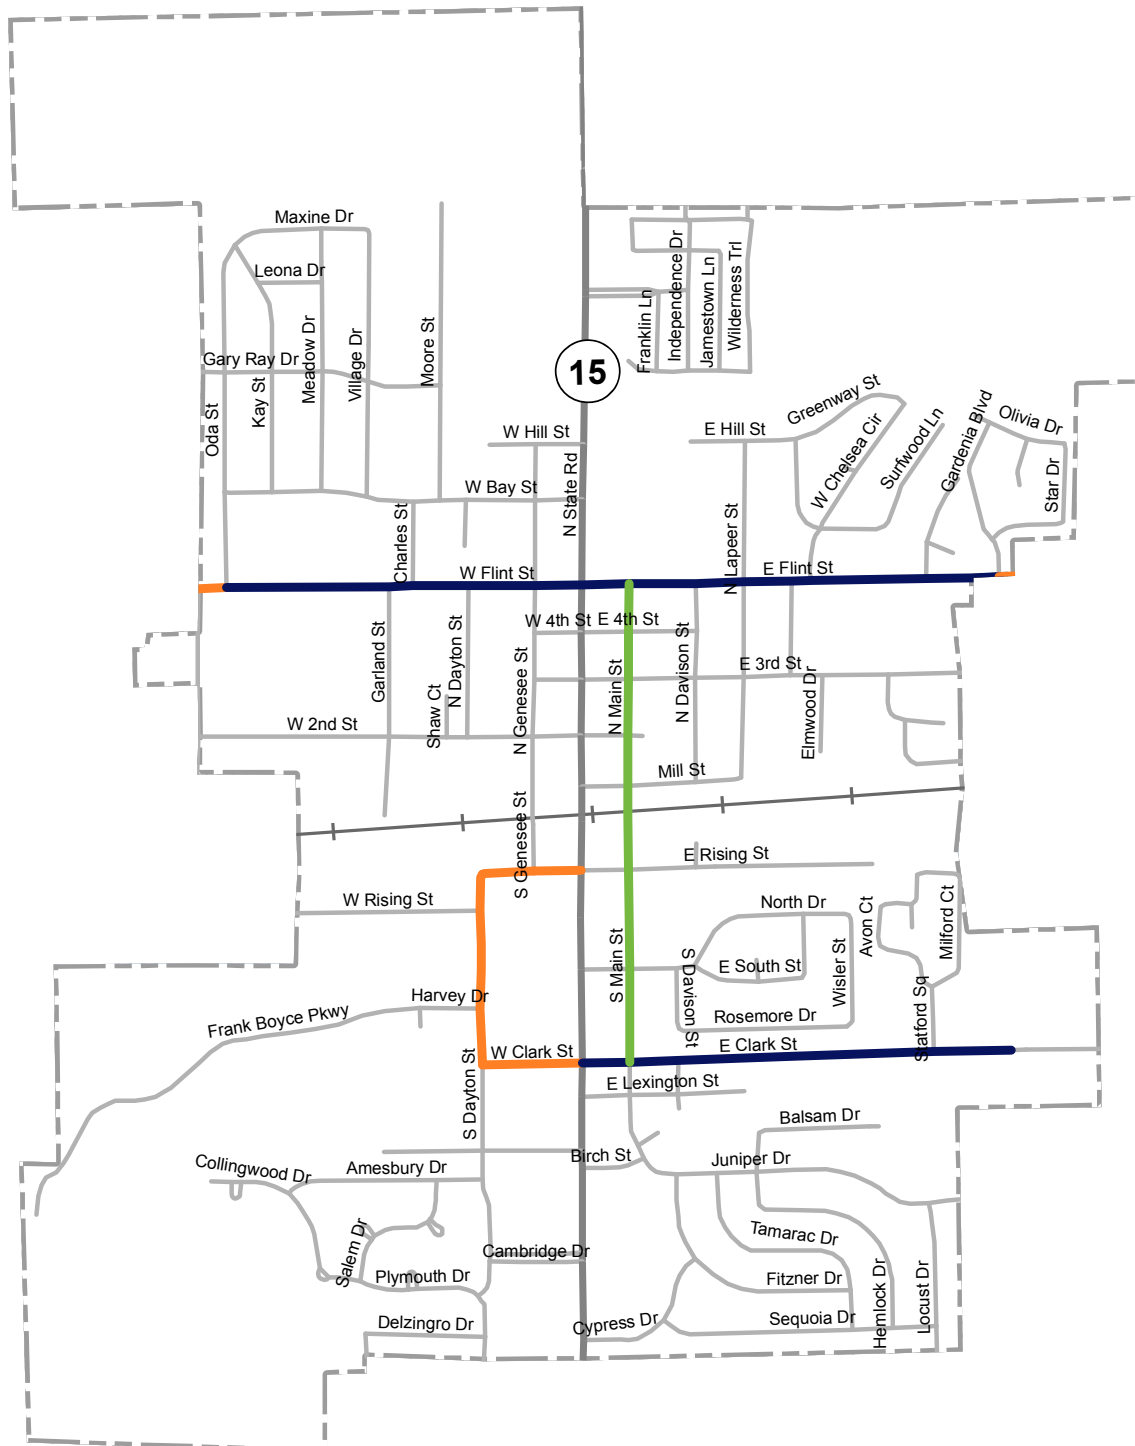 Maxine Dr
Leona Dr
Gary Ray Dr
Oda St
Kay St
Meadow Dr
Village Dr
Moore St
15
Franklin Ln
Independence Dr
Jamestown Ln
Wilderness Trl
W Hill St
E Hill St
Greenway St
W Chelsea Cir
Surfwood Ln
Gardenia Blvd
Olivia Dr
Star Dr
W Bay St
N State Rd
Charles St
N Lapeer St
W Flint St
E Flint St
W 4th St
E 4th St
Garland St
N Dayton St
Shaw Ct
N Genesee St
N Main St
N Davison St
E 3rd St
Elmwood Dr
W 2nd St
Mill St
S Genesee St
E Rising St
W Rising St
North Dr
Avon Ct
Milford Ct
S Main St
S Davison St
E South St
Wisler St
Harvey Dr
Frank Boyce Pkwy
Rosemore Dr
Statford Sq
W Clark St
E Clark St
S Dayton St
E Lexington St
Balsam Dr
Birch St
Juniper Dr
Collingwood Dr
Amesbury Dr
Salem Dr
Cambridge Dr
Tamarac Dr
Plymouth Dr
Fitzner Dr
Hemlock Dr
Locust Dr
Delzingro Dr
Cypress Dr
Sequoia Dr